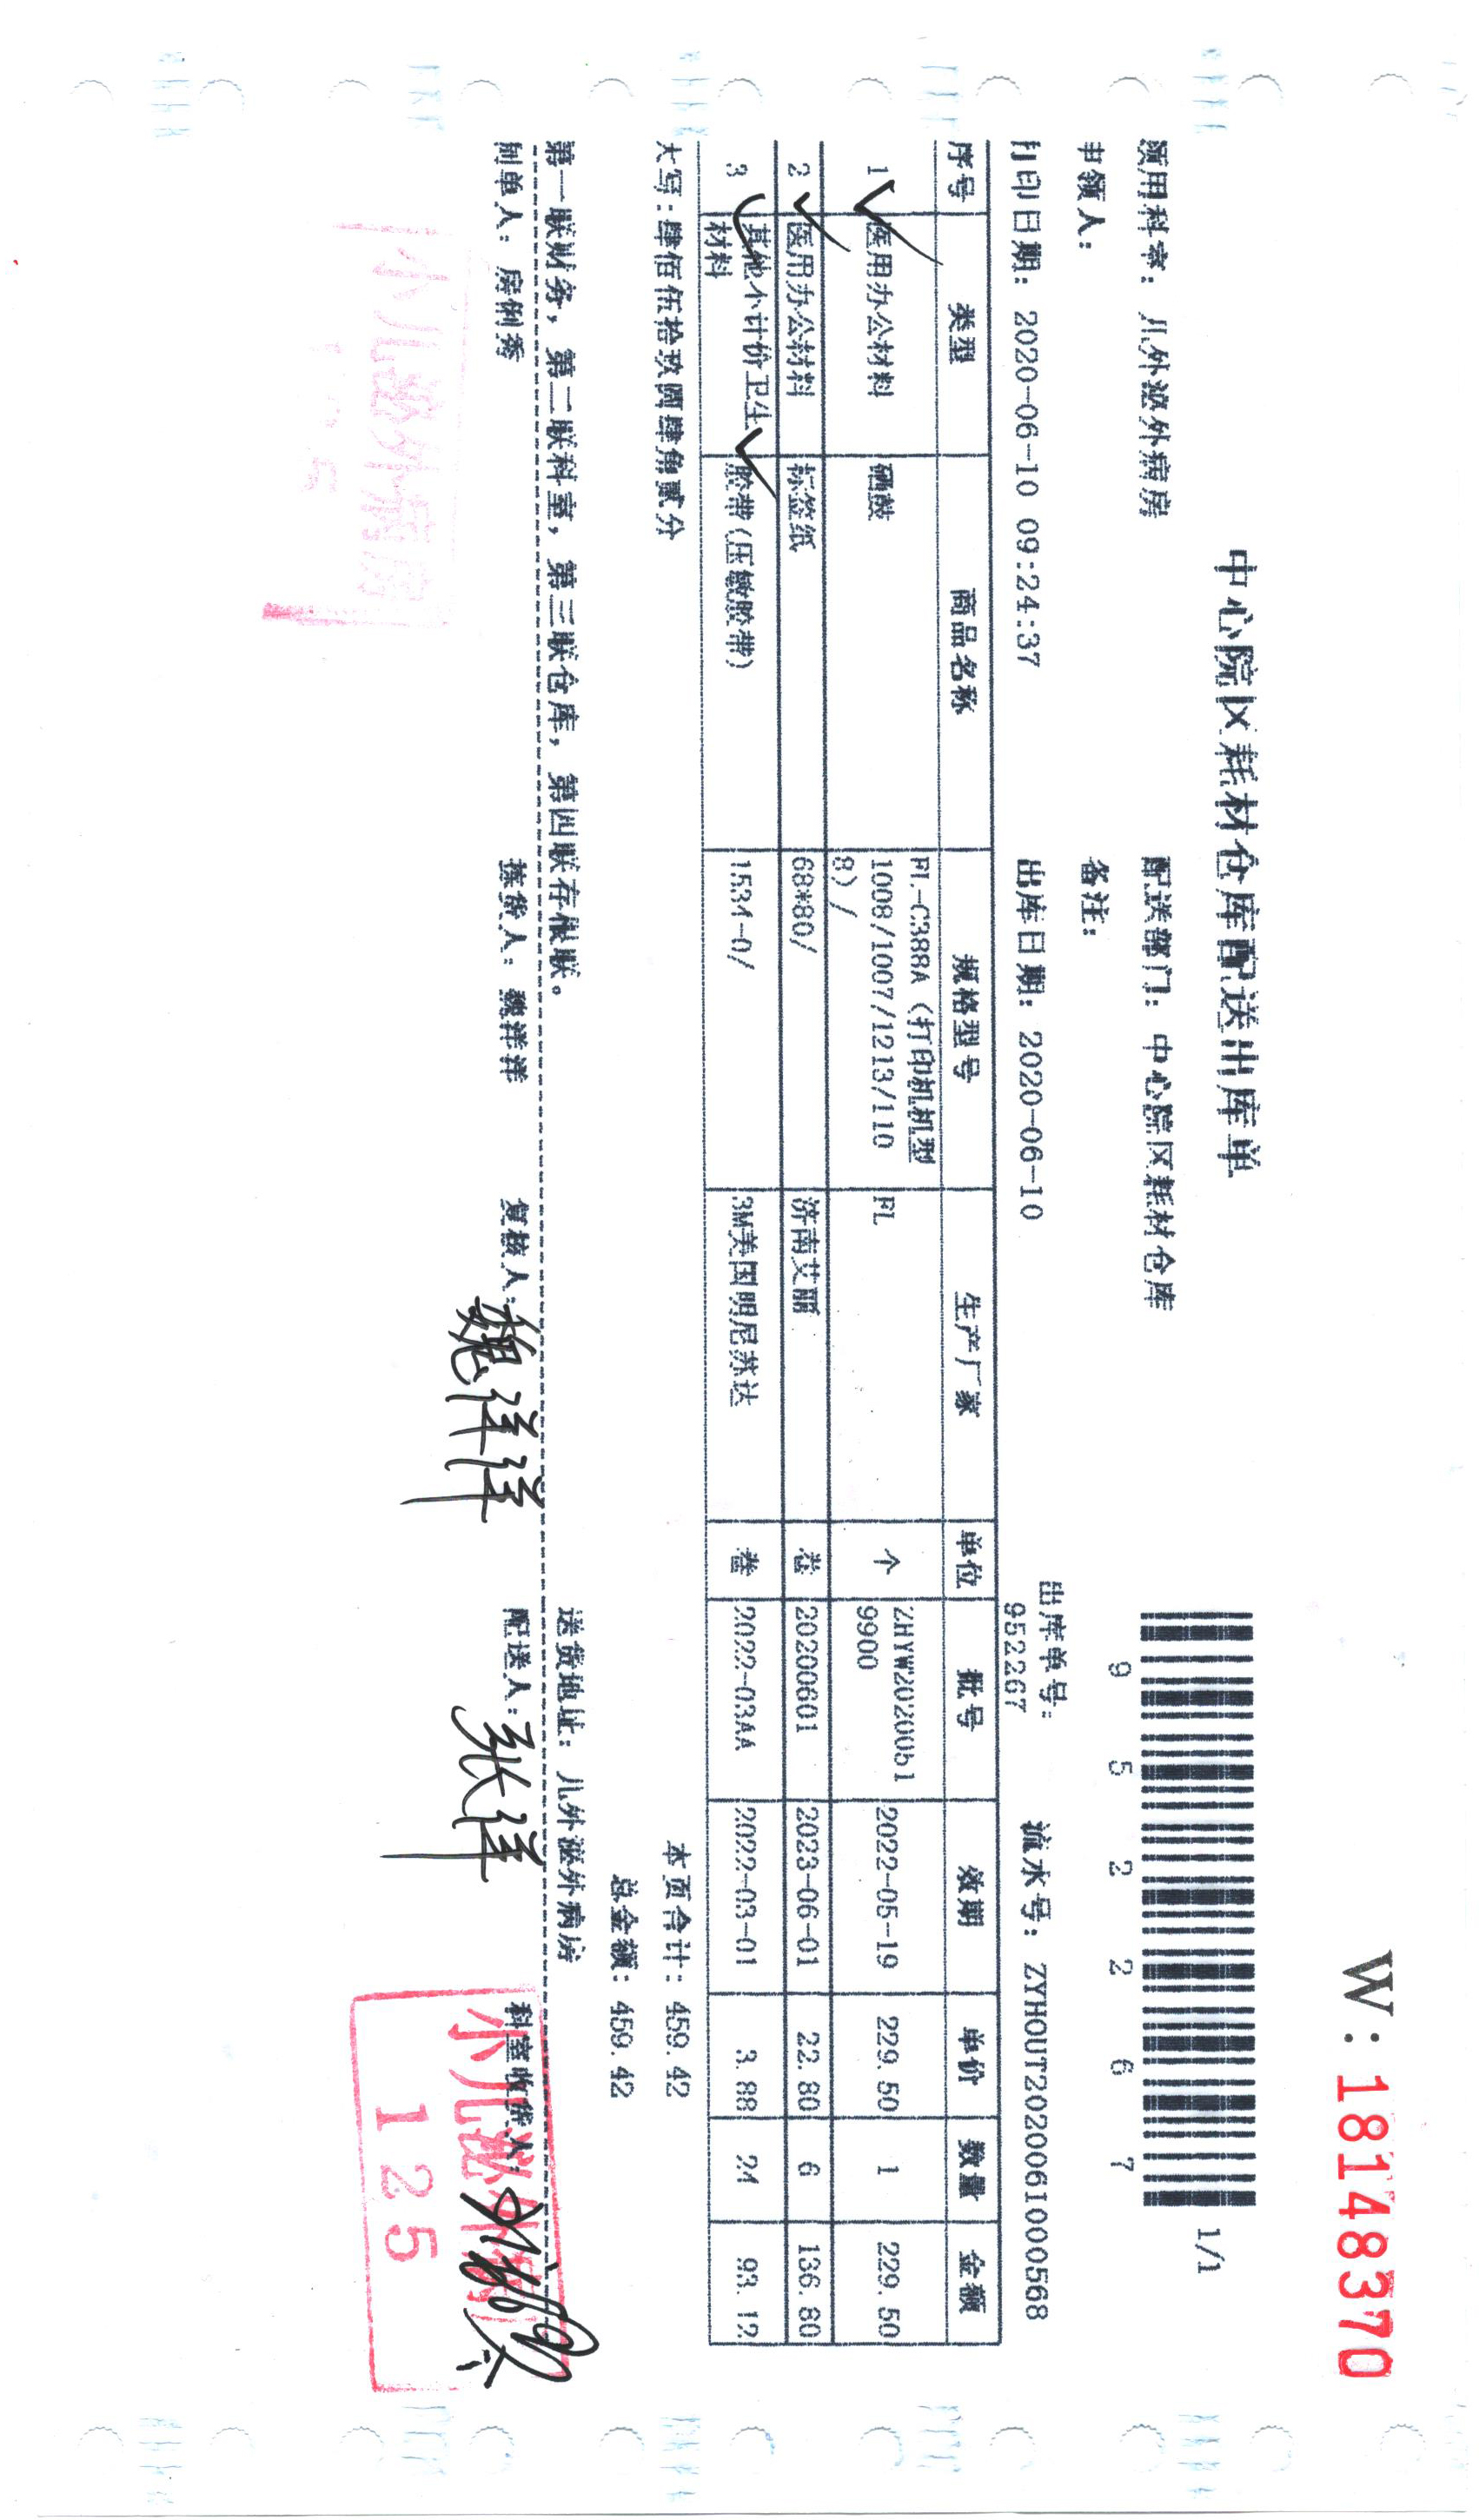 W：18148370
中心院区耗材仓库配送出库单
1/1
领用科室：儿外泌外病房 配送部门：中心院区耗材仓库
9 5 2 2 6 7
申领人： 备注：
打印日期：2020-06-10 09:24:37 出库日期：2020-06-10 出库单号：952267 流水号：ZYHOUT2020061000568
序号 类型 商品名称 规格型号 生产厂家 单位 批号 效期 单价 数量 金额
1 医用办公材料 硒鼓 FL-C388A（打印机机型1008/1007/1213/1108）/ FL 个 ZHYW20200519900 2022-05-19 229.50 1 229.50
2 医用办公材料 标签纸 68*80/ 济南艾丽 卷 20200601 2023-06-01 22.80 6 136.80
3 其他不计价卫生材料 胶带(压敏胶带) 1534-0/ 3M美国明尼苏达 卷 2022-03AA 2022-03-01 3.88 24 93.12
大写:肆佰伍拾玖圆肆角贰分 本页合计：459.42
总金额：459.42
第一联财务，第二联科室，第三联仓库，第四联存根联。 送货地址：儿外泌外病房
制单人：房俐秀 拣货人：魏洋洋 复核人：魏洋洋 配送人：张洋 科室收货人：
小儿泌外病房
125
小儿泌外病房
125